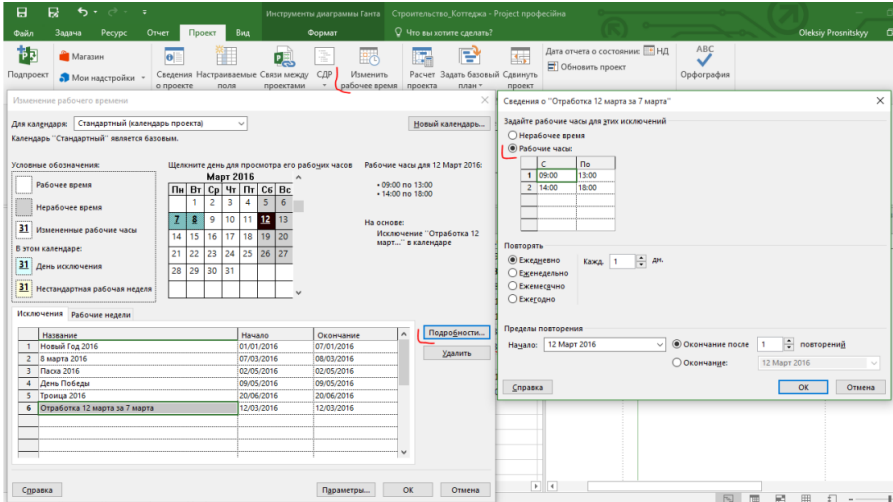 Инструменты диаграммы Ганта
Строительство_Коттеджа - Project професійна
Файл Задача Ресурс Отчет Проект Вид Формат Что вы хотите сделать? Oleksiy Prosnitskyy
Подпроект
Магазин
Мои надстройки
Сведения о проекте
Настраиваемые поля
Связи между проектами
СДР
Изменить рабочее время
Расчет проекта
Задать базовый план
Сдвинуть проект
Дата отчета о состоянии: НД
Обновить проект
ABC
Орфография
Изменение рабочего времени
Для календаря: Стандартный (календарь проекта) Новый календарь...
Календарь "Стандартный" является базовым.
Условные обозначения:
Рабочее время
Нерабочее время
31 Измененные рабочие часы
В этом календаре:
31 День исключения
31 Нестандартная рабочая неделя
Щелкните день для просмотра его рабочих часов
Март 2016
Пн Вт Ср Чт Пт Сб Вс
1 2 3 4 5 6
7 8 9 10 11 12 13
14 15 16 17 18 19 20
21 22 23 24 25 26 27
28 29 30 31
Рабочие часы для 12 Март 2016:
• 09:00 по 13:00
• 14:00 по 18:00
На основе:
Исключение "Отработка 12
март..." в календаре
Исключения Рабочие недели
Название Начало Окончание
1 Новый Год 2016 01/01/2016 07/01/2016
2 8 марта 2016 07/03/2016 08/03/2016
3 Пасха 2016 02/05/2016 02/05/2016
4 День Победы 09/05/2016 09/05/2016
5 Троица 2016 20/06/2016 20/06/2016
6 Отработка 12 марта за 7 марта 12/03/2016 12/03/2016
Подробности...
Удалить
Справка Параметры... ОК Отмена
Сведения о "Отработка 12 марта за 7 марта"
Задайте рабочие часы для этих исключений
Нерабочее время
Рабочие часы:
С По
1 09:00 13:00
2 14:00 18:00
Повторять
Ежедневно
Еженедельно
Ежемесячно
Ежегодно
Кажд. 1 дн.
Пределы повторения
Начало: 12 Март 2016 Окончание после 1 повторений
Окончание: 12 Март 2016
Справка ОК Отмена